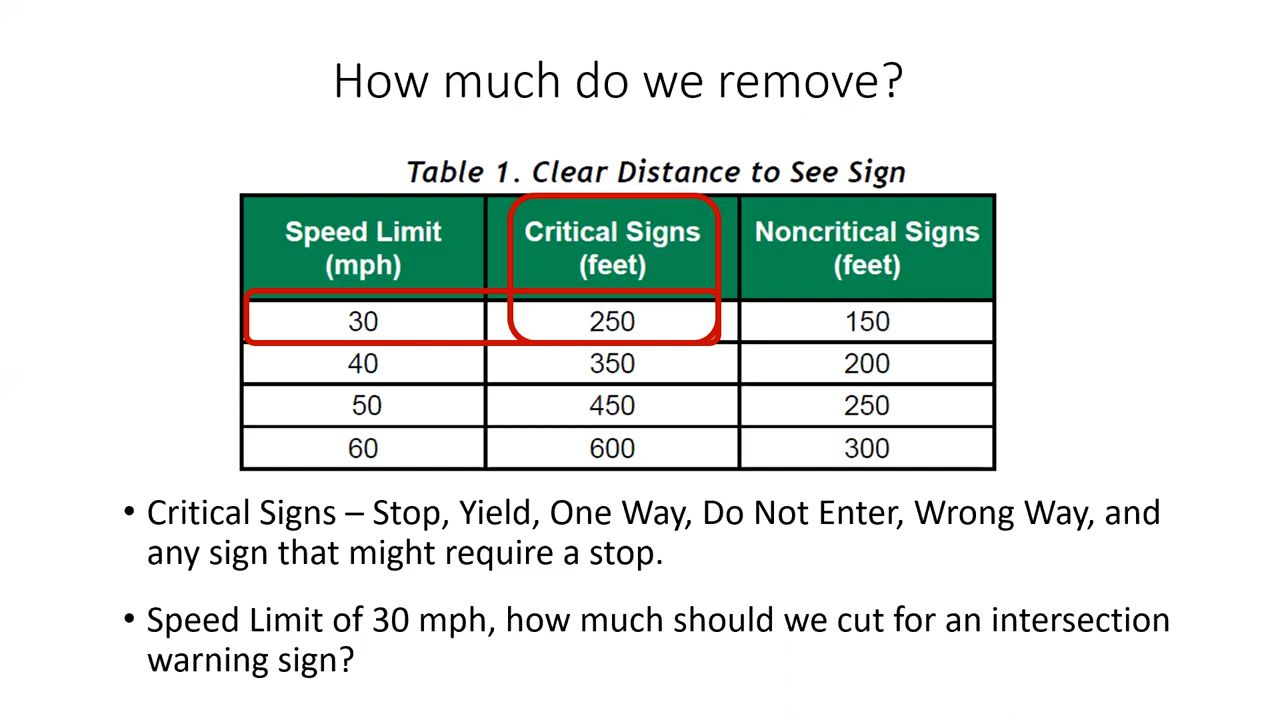 How much do we remove?
Table 1. Clear Distance to See Sign
Speed Limit (mph) Critical Signs (feet) Noncritical Signs (feet)
30 250 150
40 350 200
50 450 250
60 600 300
• Critical Signs – Stop, Yield, One Way, Do Not Enter, Wrong Way, and
any sign that might require a stop.
• Speed Limit of 30 mph, how much should we cut for an intersection
warning sign?